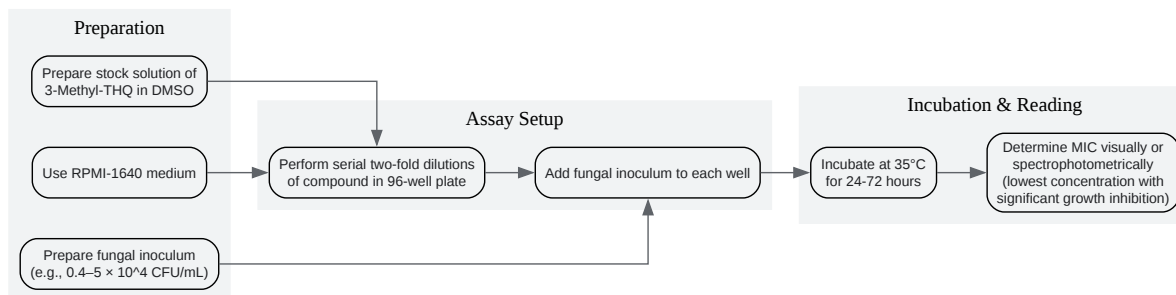 Preparation
Prepare stock solution of
3-Methyl-THQ in DMSO
Use RPMI-1640 medium
Prepare fungal inoculum
(e.g., 0.4–5 × 10^4 CFU/mL)
Assay Setup
Perform serial two-fold dilutions
of compound in 96-well plate
Add fungal inoculum to each well
Incubation & Reading
Incubate at 35°C
for 24-72 hours
Determine MIC visually or
spectrophotometrically
(lowest concentration with
significant growth inhibition)